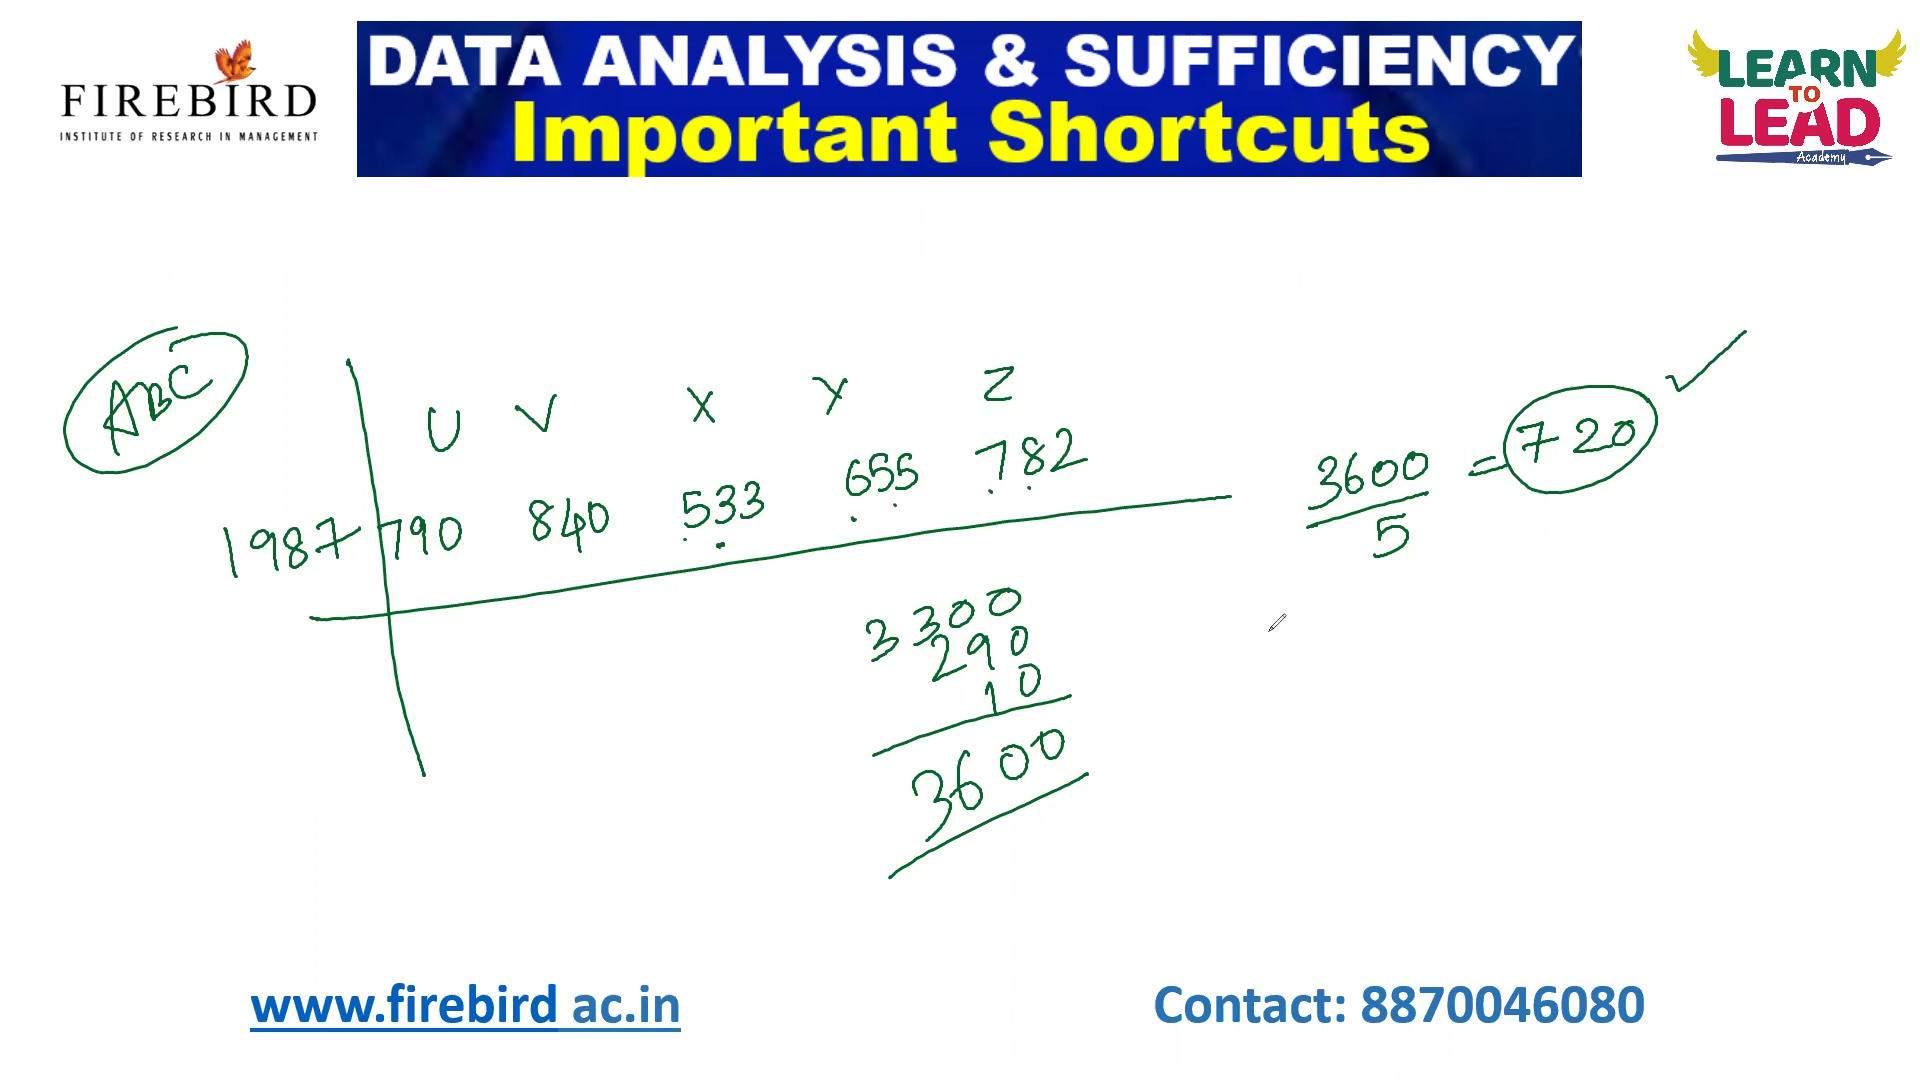 FIREBIRD
INSTITUTE OF RESEARCH IN MANAGEMENT
DATA ANALYSIS & SUFFICIENCY
Important Shortcuts
LEARN
TO
LEAD
Academy
ABC
U V X Y Z
1987 790 840 533 655 782
3600
5
= 720
3300
290
10
3600
www.firebird ac.in
Contact: 8870046080